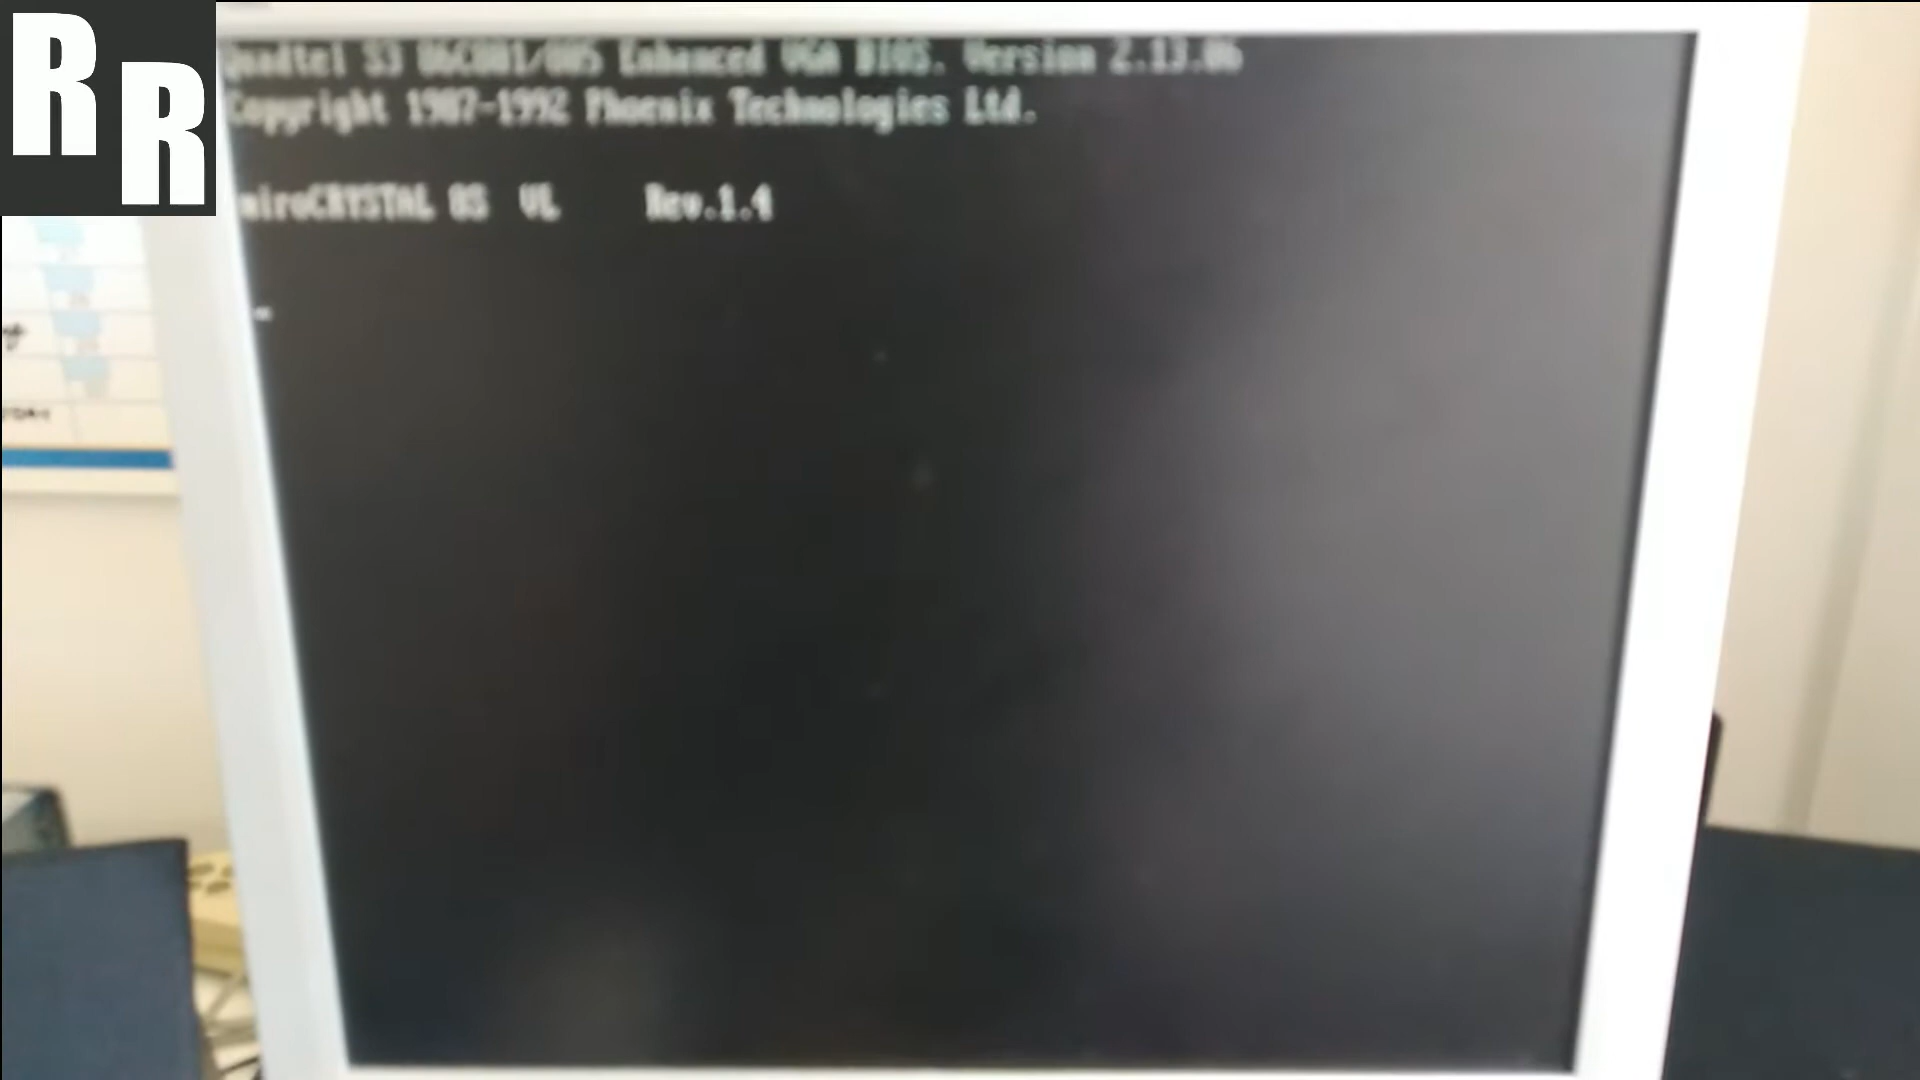 R R
Quadtel S3 86C801/805 Enhanced VGA BIOS. Version 2.13.06
Copyright 1987-1992 Phoenix Technologies Ltd.
miroCRYSTAL 8S VL Rev.1.4